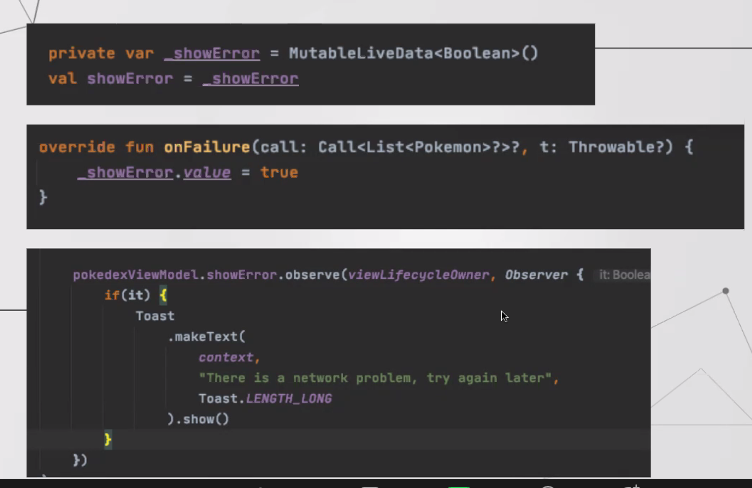 private var _showError = MutableLiveData<Boolean>()
val showError = _showError
override fun onFailure(call: Call<List<Pokemon>?>?, t: Throwable?) {
_showError.value = true
}
pokedexViewModel.showError.observe(viewLifecycleOwner, Observer { it:Boolea
if(it) {
Toast
.makeText(
context,
"There is a network problem, try again later",
Toast.LENGTH_LONG
).show()
}
})